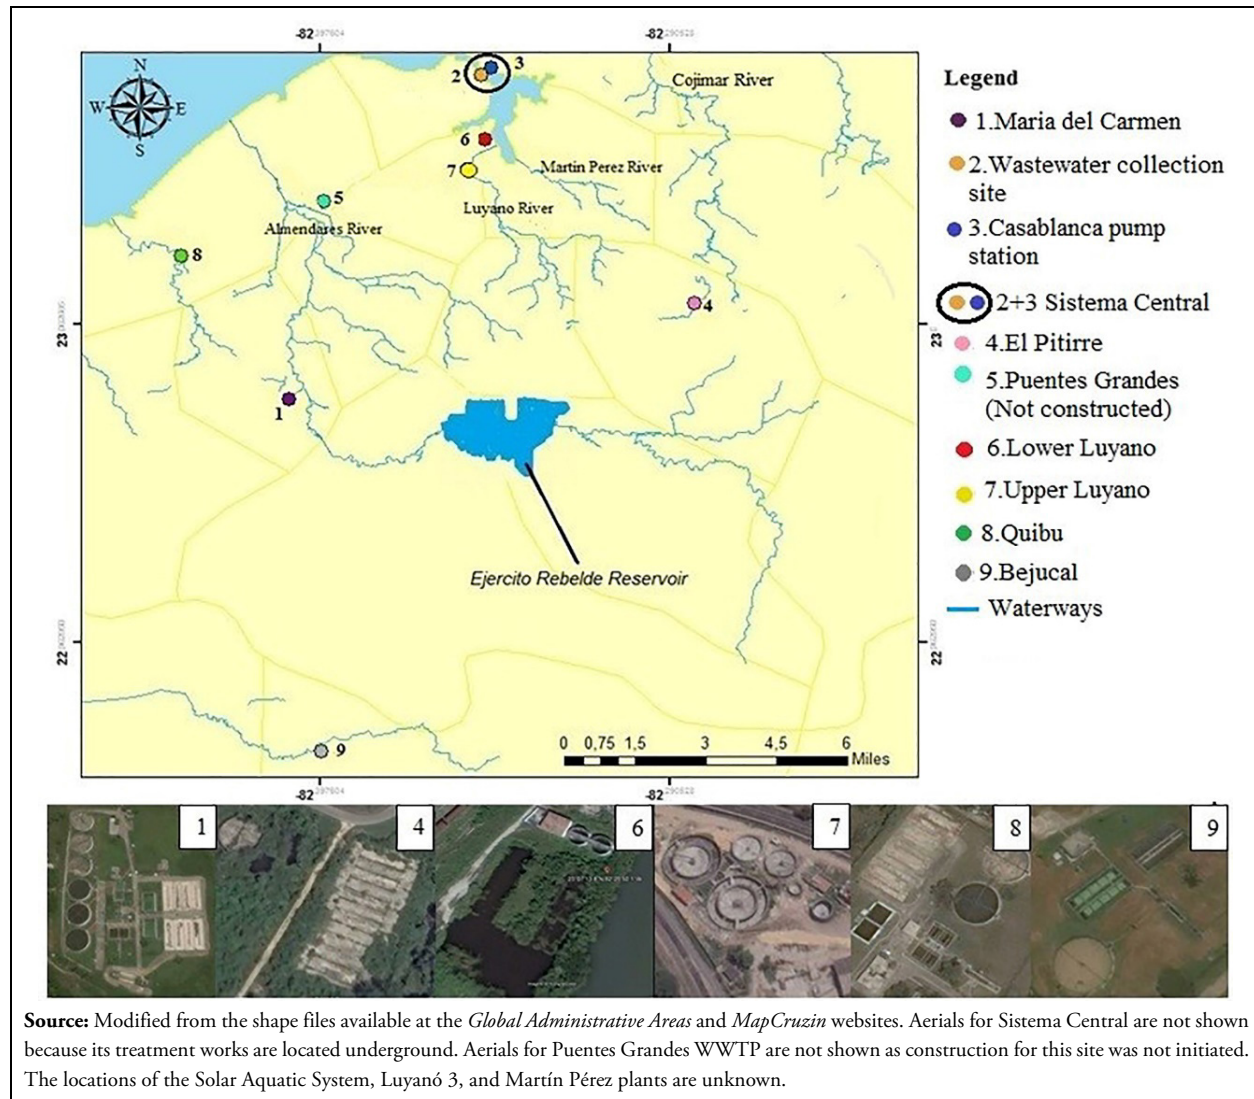 -82°397604
-82°290828
N
W
E
S
2
3
Cojimar River
6
7
Martin Perez River
5
Luyano River
Almendares River
8
4
23
23
1
Ejercito Rebelde Reservoir
22
22
9
0 0,75 1,5 3 4,5 6
Miles
-82°397604
-82°290828
Legend
1.Maria del Carmen
2.Wastewater collection
site
3.Casablanca pump
station
2+3 Sistema Central
4.El Pitirre
5.Puentes Grandes
(Not constructed)
6.Lower Luyano
7.Upper Luyano
8.Quibu
9.Bejucal
Waterways
1
4
6
7
8
9
Source: Modified from the shape files available at the Global Administrative Areas and MapCruzin websites. Aerials for Sistema Central are not shown
because its treatment works are located underground. Aerials for Puentes Grandes WWTP are not shown as construction for this site was not initiated.
The locations of the Solar Aquatic System, Luyanó 3, and Martín Pérez plants are unknown.